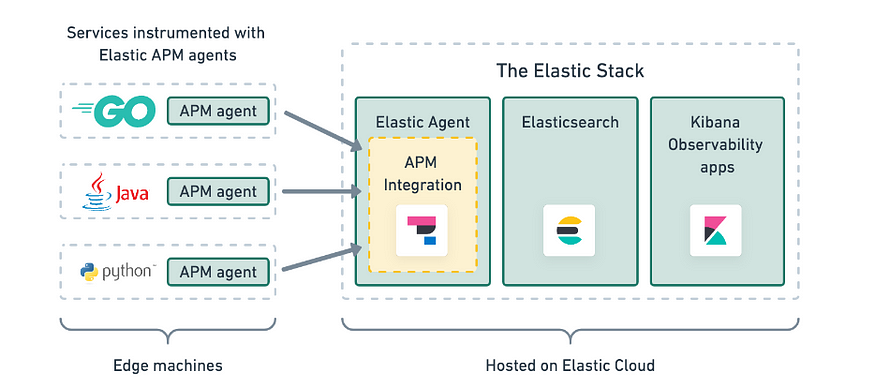 Services instrumented with
Elastic APM agents
GO
APM agent
Java
APM agent
python™
APM agent
Edge machines
The Elastic Stack
Elastic Agent
APM
Integration
Elasticsearch
Kibana
Observability
apps
Hosted on Elastic Cloud